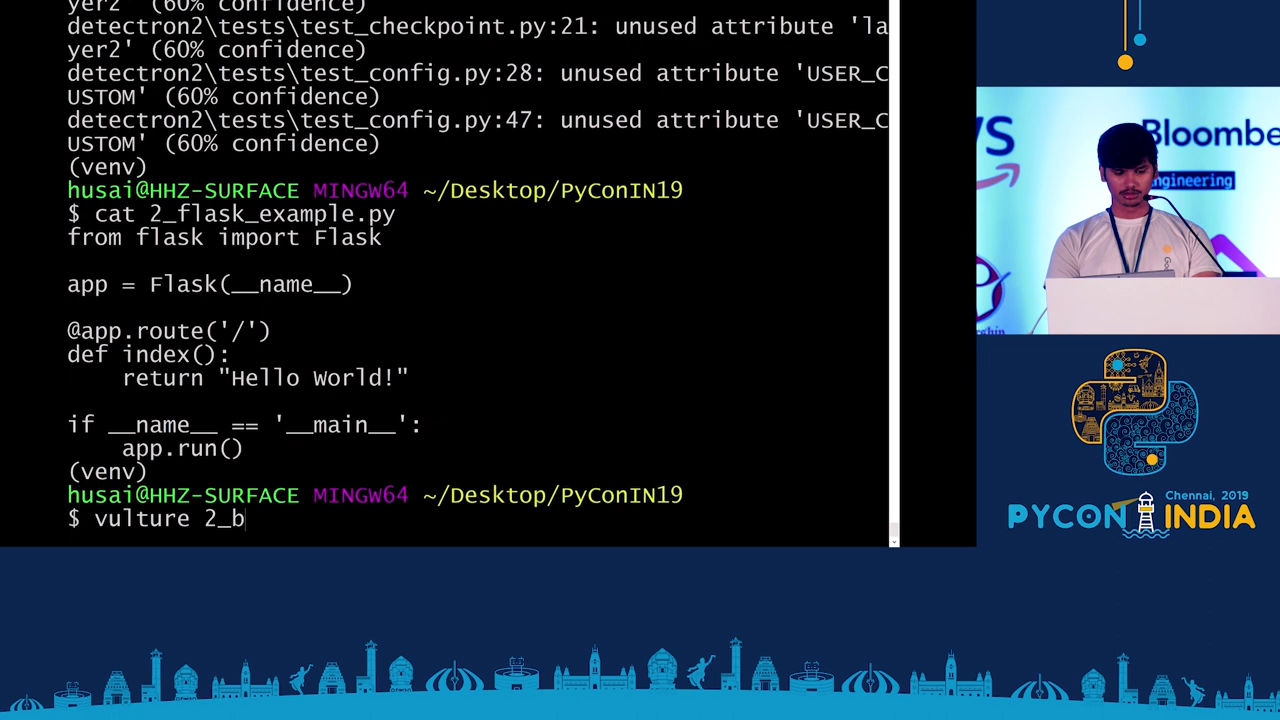 yer2' (60% confidence)
detectron2\tests\test_checkpoint.py:21: unused attribute 'la
yer2' (60% confidence)
detectron2\tests\test_config.py:28: unused attribute 'USER_C
USTOM' (60% confidence)
detectron2\tests\test_config.py:47: unused attribute 'USER_C
USTOM' (60% confidence)
(venv)
husai@HHZ-SURFACE MINGW64 ~/Desktop/PyConIN19
$ cat 2_flask_example.py
from flask import Flask
app = Flask(__name__)
@app.route('/')
def index():
return "Hello World!"
if __name__ == '__main__':
app.run()
(venv)
husai@HHZ-SURFACE MINGW64 ~/Desktop/PyConIN19
$ vulture 2_b
Bloombe
Engineering
Chennai, 2019
PYCON INDIA